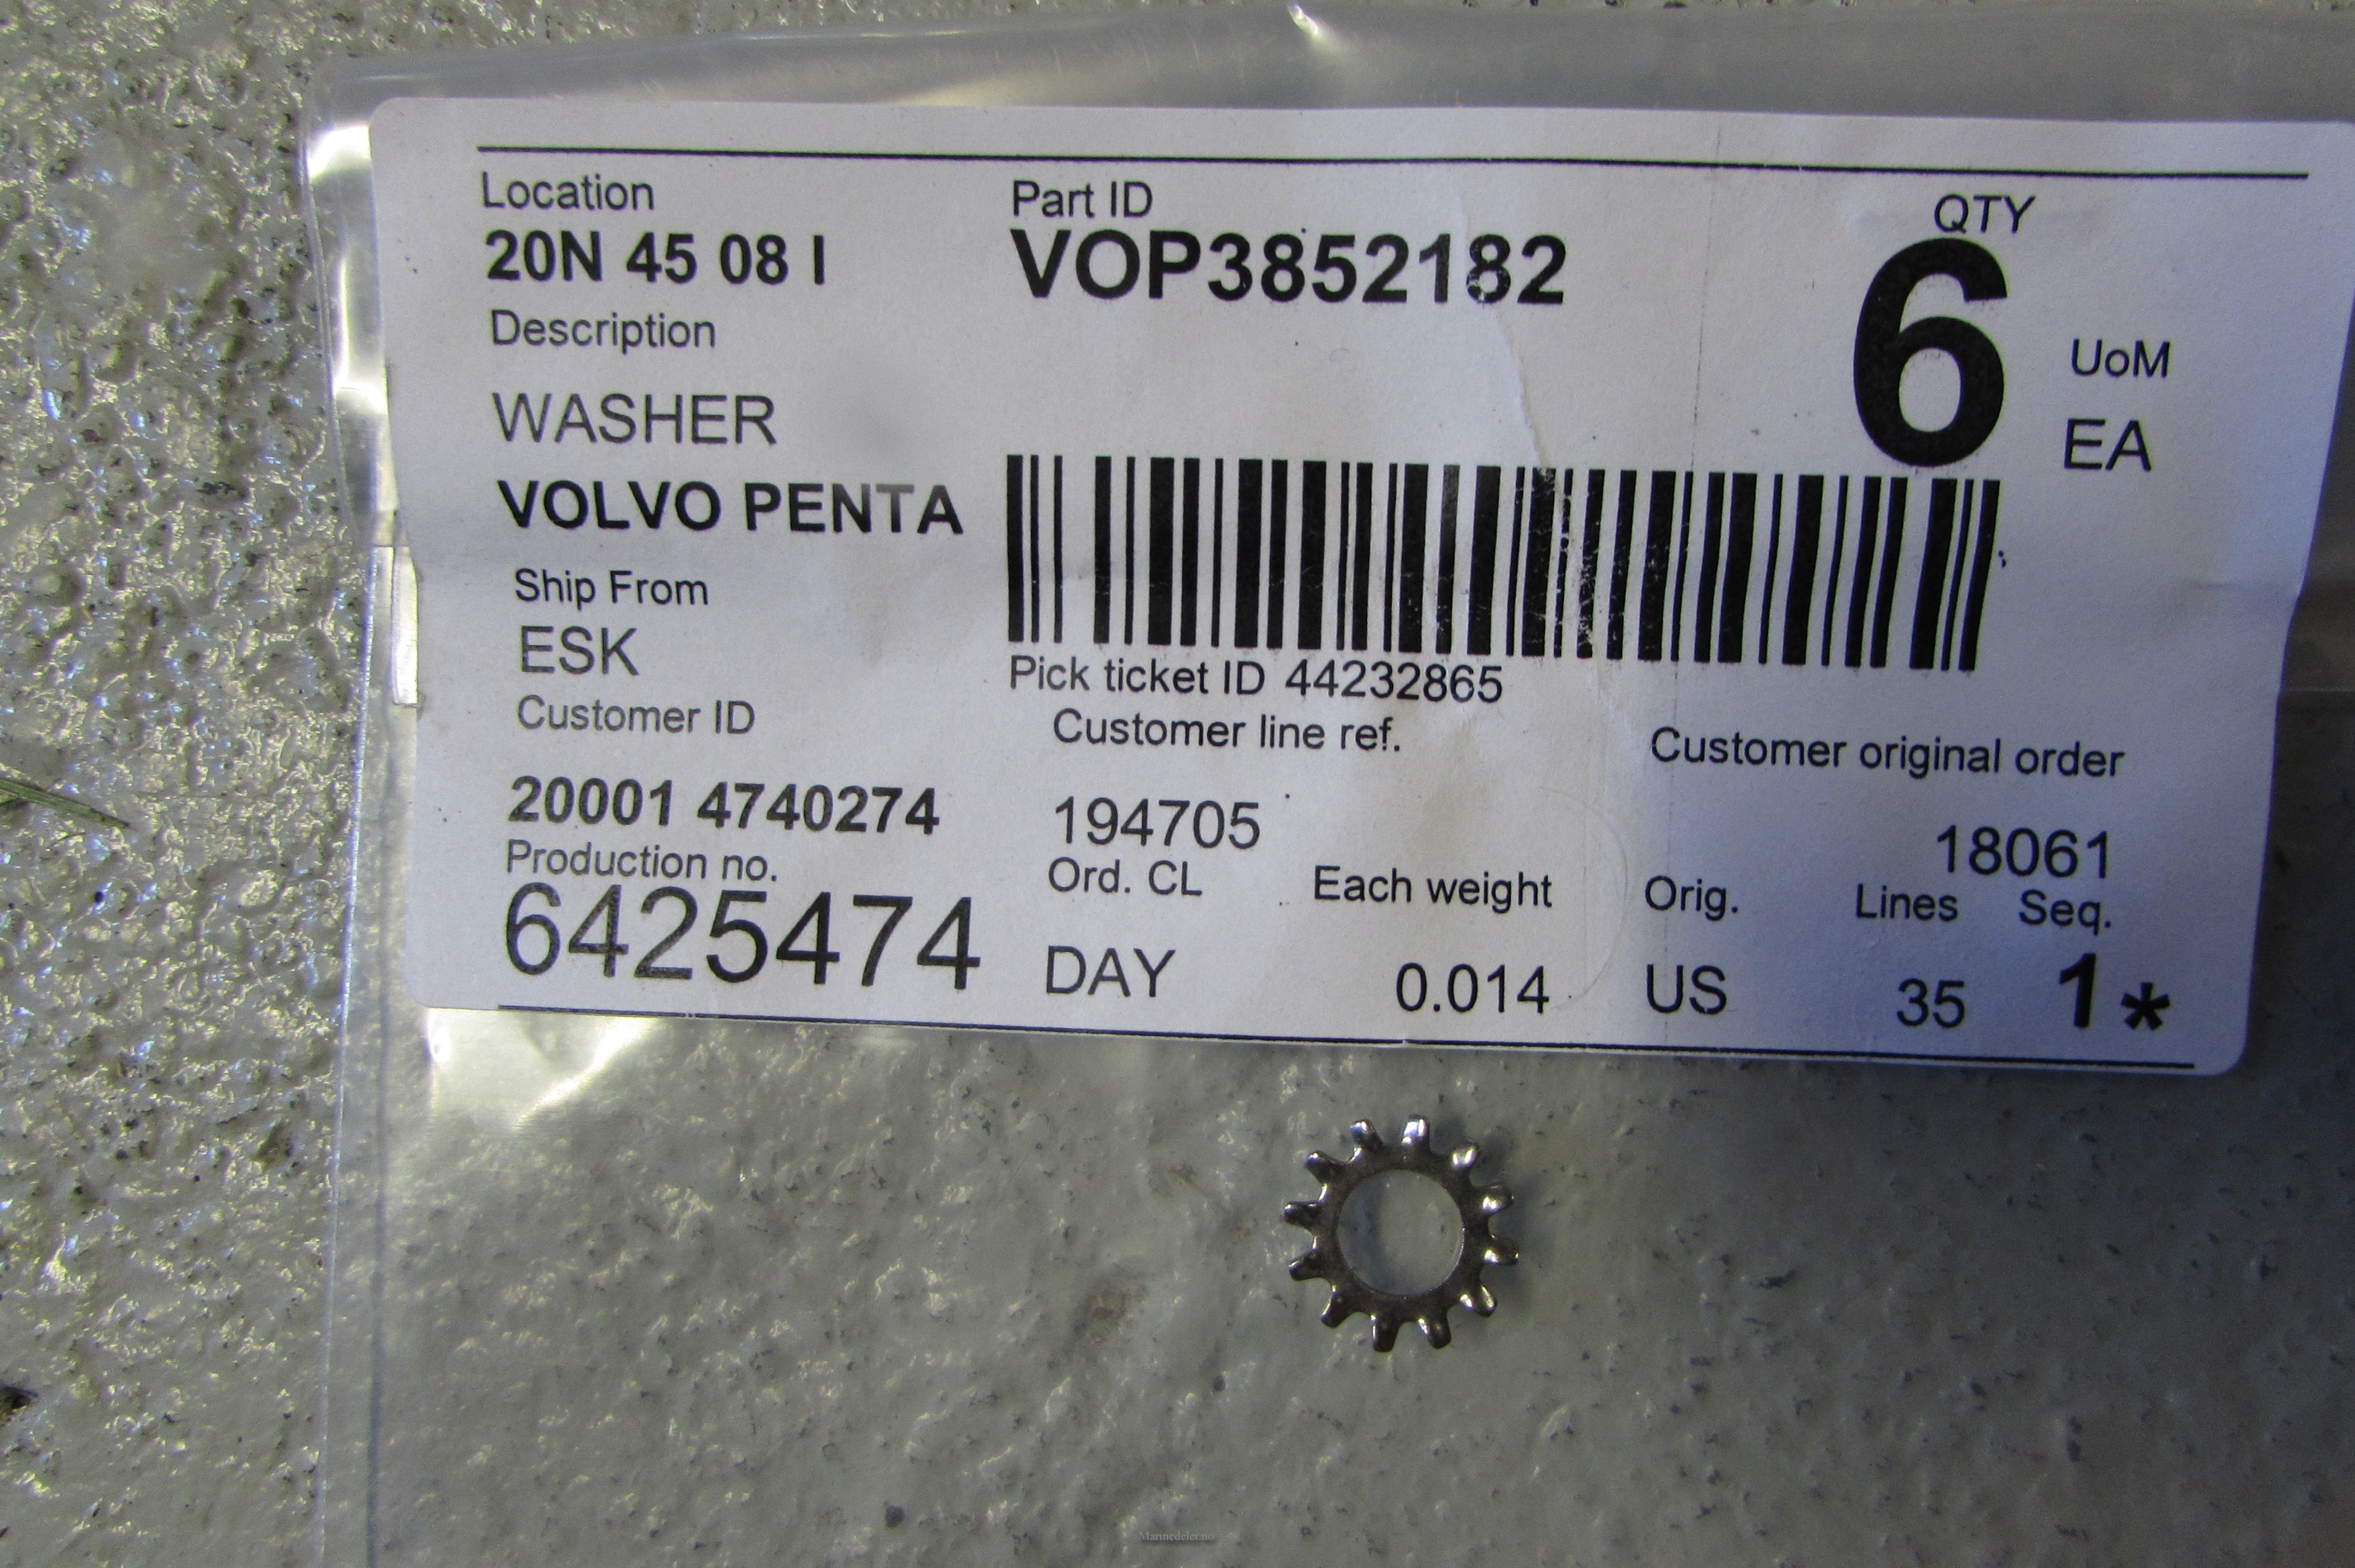 Location Part ID QTY
20N 45 08 I VOP3852182 6
Description UoM
WASHER EA
VOLVO PENTA
Ship From
ESK Pick ticket ID 44232865
Customer ID Customer line ref. Customer original order
20001 4740274 194705 18061
Production no. Ord. CL Each weight Orig. Lines Seq.
6425474 DAY 0.014 US 35 1*
Marinedeler.no